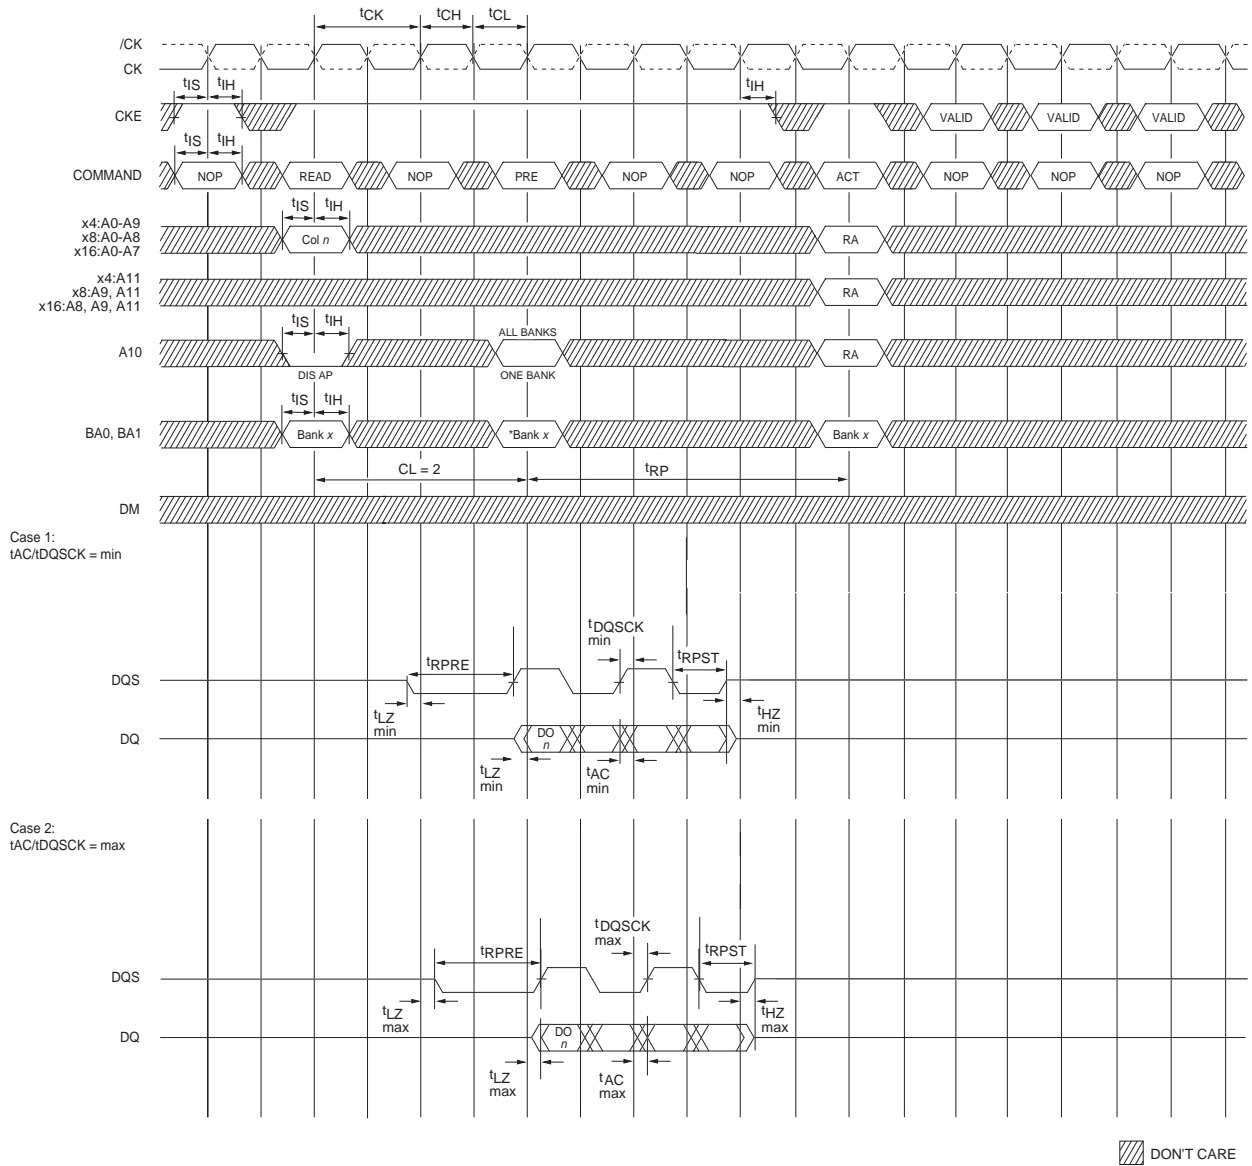 tCK tCH tCL
/CK
CK
tIS tIH tIH
CKE VALID VALID VALID
tIS tIH
COMMAND NOP READ NOP PRE NOP NOP ACT NOP NOP NOP
tIS tIH
x4:A0-A9
x8:A0-A8
x16:A0-A7
Col n RA
x4:A11
x8:A9, A11
x16:A8, A9, A11
RA
tIS tIH ALL BANKS
A10 RA
DIS AP ONE BANK
tIS tIH
BA0, BA1 Bank x *Bank x Bank x
CL = 2 tRP
DM
Case 1:
tAC/tDQSCK = min
tDQSCK
min
tRPRE tRPST
DQS
tLZ
min
tHZ
min
DQ DO
n
tLZ
min
tAC
min
Case 2:
tAC/tDQSCK = max
tDQSCK
max
tRPRE tRPST
DQS
tLZ
max
tHZ
max
DQ DO
n
tLZ
max
tAC
max
DON'T CARE